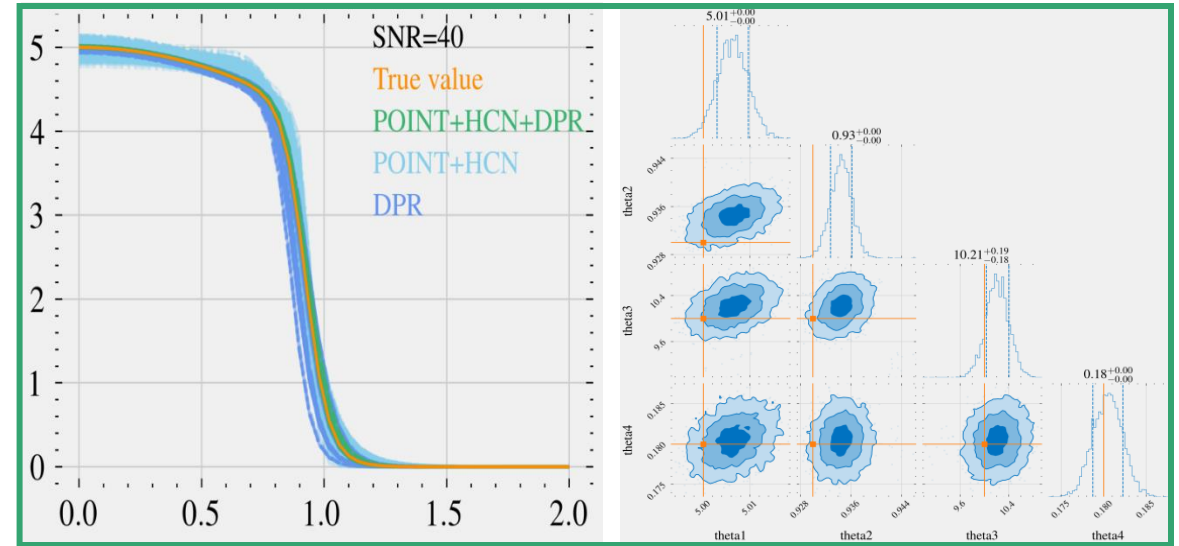 SNR=40
True value
POINT+HCN+DPR
POINT+HCN
DPR
5
4
3
2
1
0
0.0 0.5 1.0 1.5 2.0
5.01+0.00−0.00
0.93+0.00−0.00
10.21+0.19−0.18
0.18+0.00−0.00
theta2
0.944
0.936
0.928
theta3
10.4
9.6
theta4
0.185
0.180
0.175
5.00 5.01 0.928 0.936 0.944 9.6 10.4 0.175 0.180 0.185
theta1 theta2 theta3 theta4